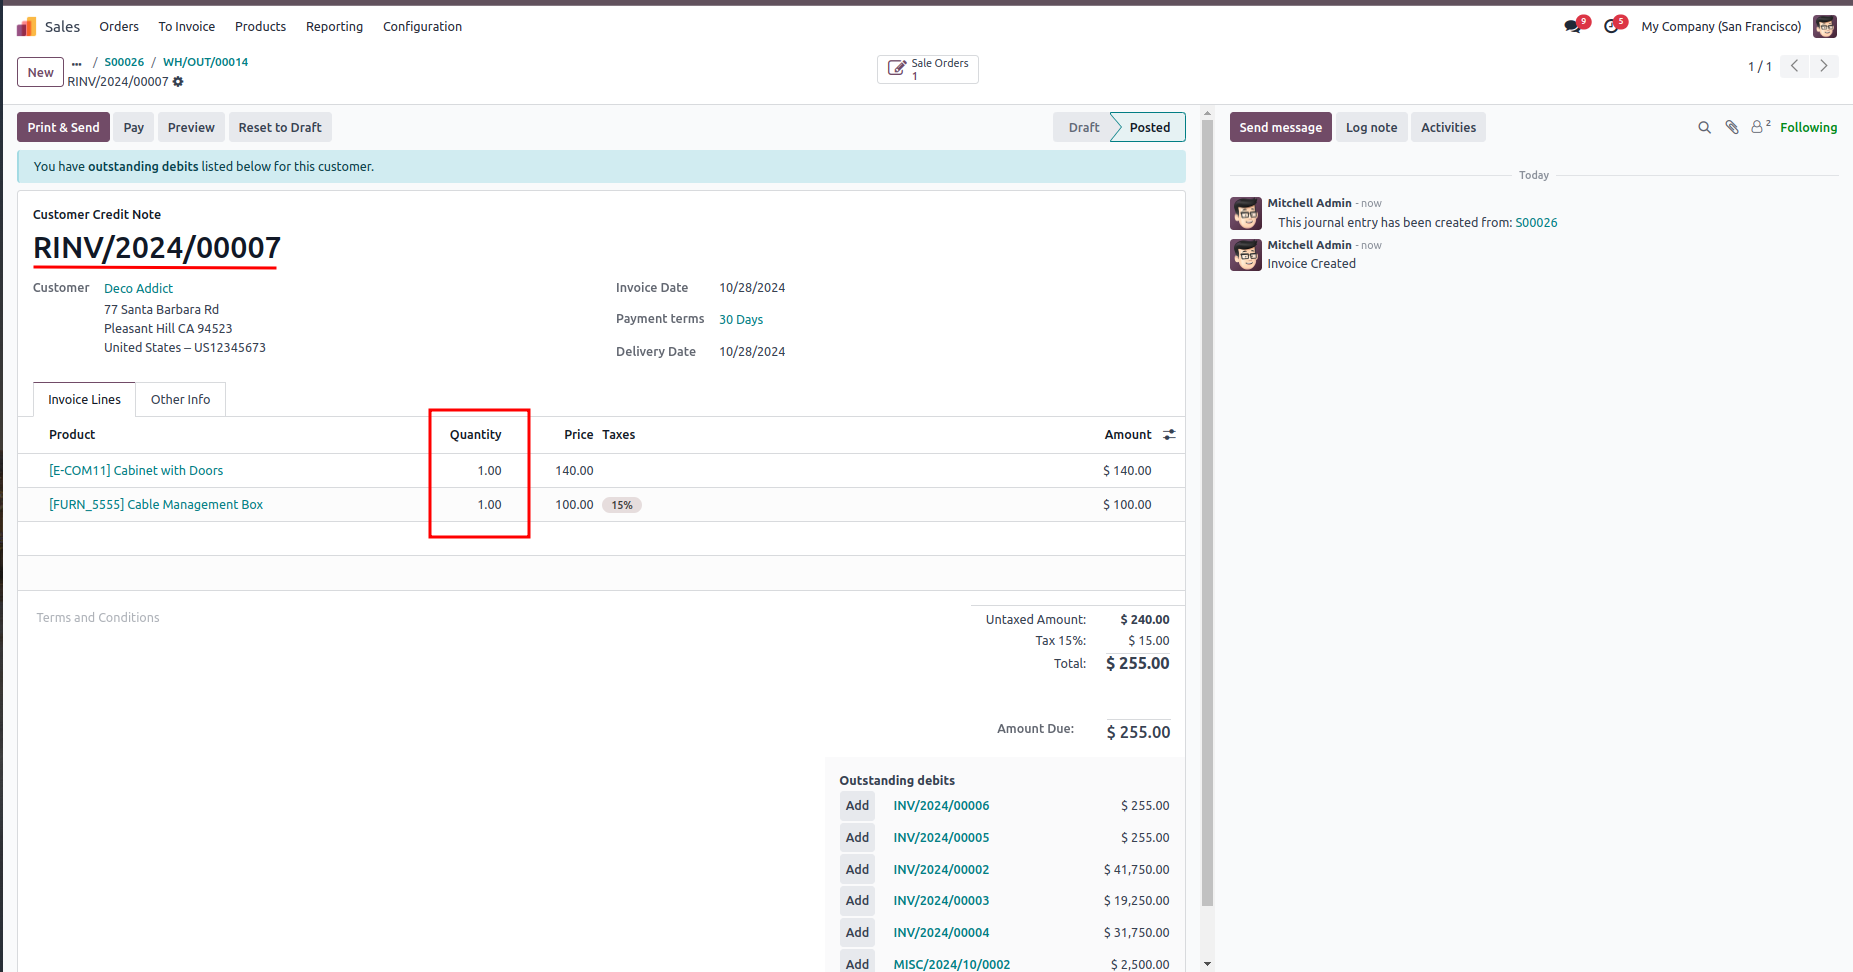 Sales Orders To Invoice Products Reporting Configuration 9 5 My Company (San Francisco)
New ... / S00026 / WH/OUT/00014
RINV/2024/00007
Sale Orders
1
1 / 1
Print & Send Pay Preview Reset to Draft Draft Posted
You have outstanding debits listed below for this customer.
Customer Credit Note
RINV/2024/00007
Customer Deco Addict
77 Santa Barbara Rd
Pleasant Hill CA 94523
United States – US12345673
Invoice Date 10/28/2024
Payment terms 30 Days
Delivery Date 10/28/2024
Invoice Lines Other Info
Product Quantity Price Taxes Amount
[E-COM11] Cabinet with Doors 1.00 140.00 $ 140.00
[FURN_5555] Cable Management Box 1.00 100.00 15% $ 100.00
Terms and Conditions
Untaxed Amount: $ 240.00
Tax 15%: $ 15.00
Total: $ 255.00
Amount Due: $ 255.00
Outstanding debits
Add INV/2024/00006 $ 255.00
Add INV/2024/00005 $ 255.00
Add INV/2024/00002 $ 41,750.00
Add INV/2024/00003 $ 19,250.00
Add INV/2024/00004 $ 31,750.00
Add MISC/2024/10/0002 $ 2,500.00
Send message Log note Activities 2 Following
Today
Mitchell Admin - now
This journal entry has been created from: S00026
Mitchell Admin - now
Invoice Created